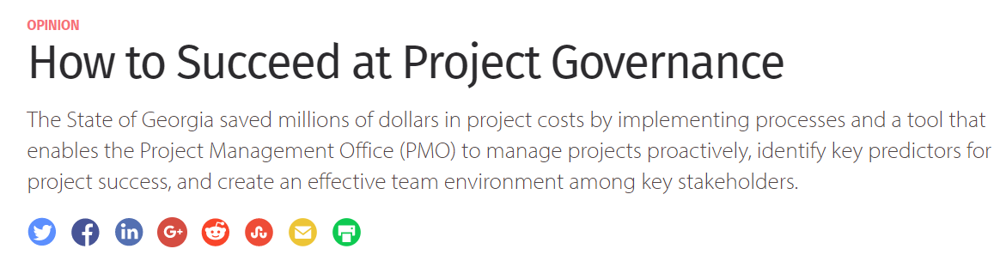 OPINION
How to Succeed at Project Governance
The State of Georgia saved millions of dollars in project costs by implementing processes and a tool that
enables the Project Management Office (PMO) to manage projects proactively, identify key predictors for
project success, and create an effective team environment among key stakeholders.
in
G+